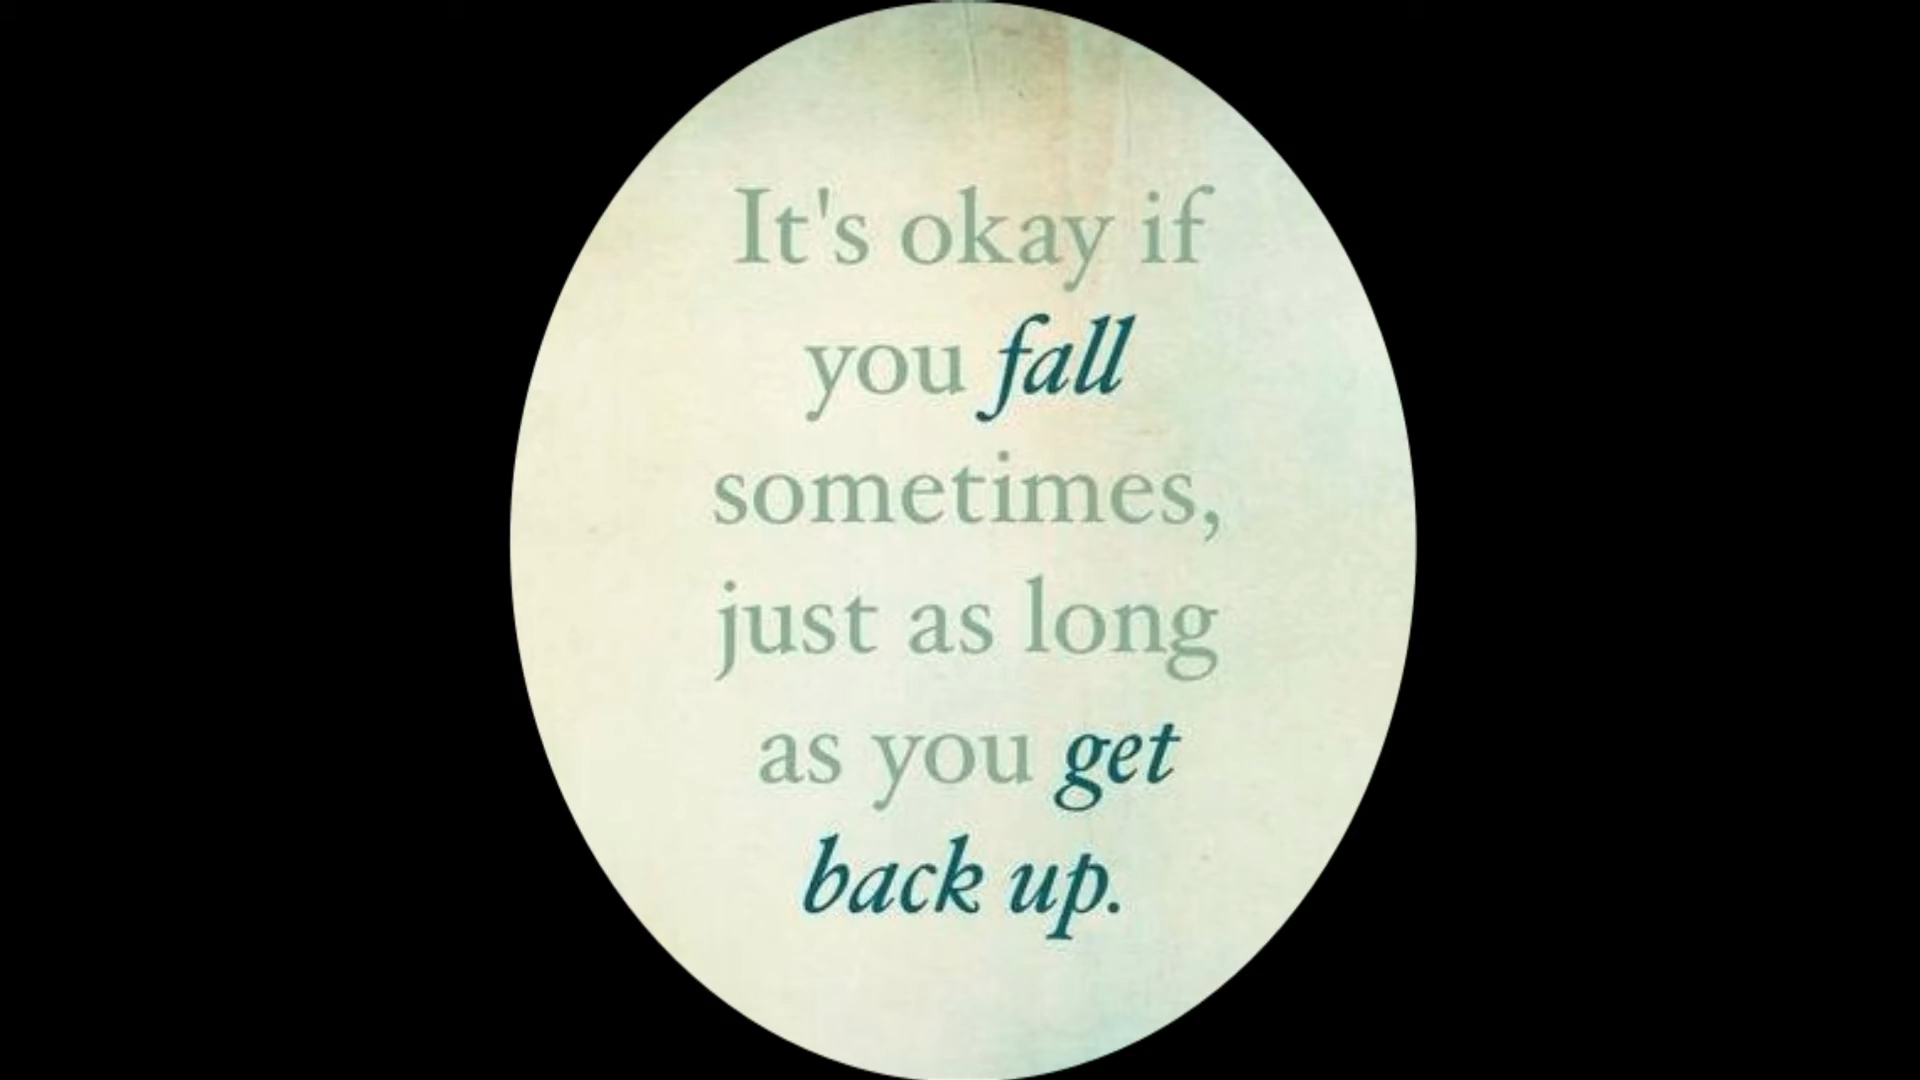 It's okay if
you fall
sometimes,
just as long
as you get
back up.